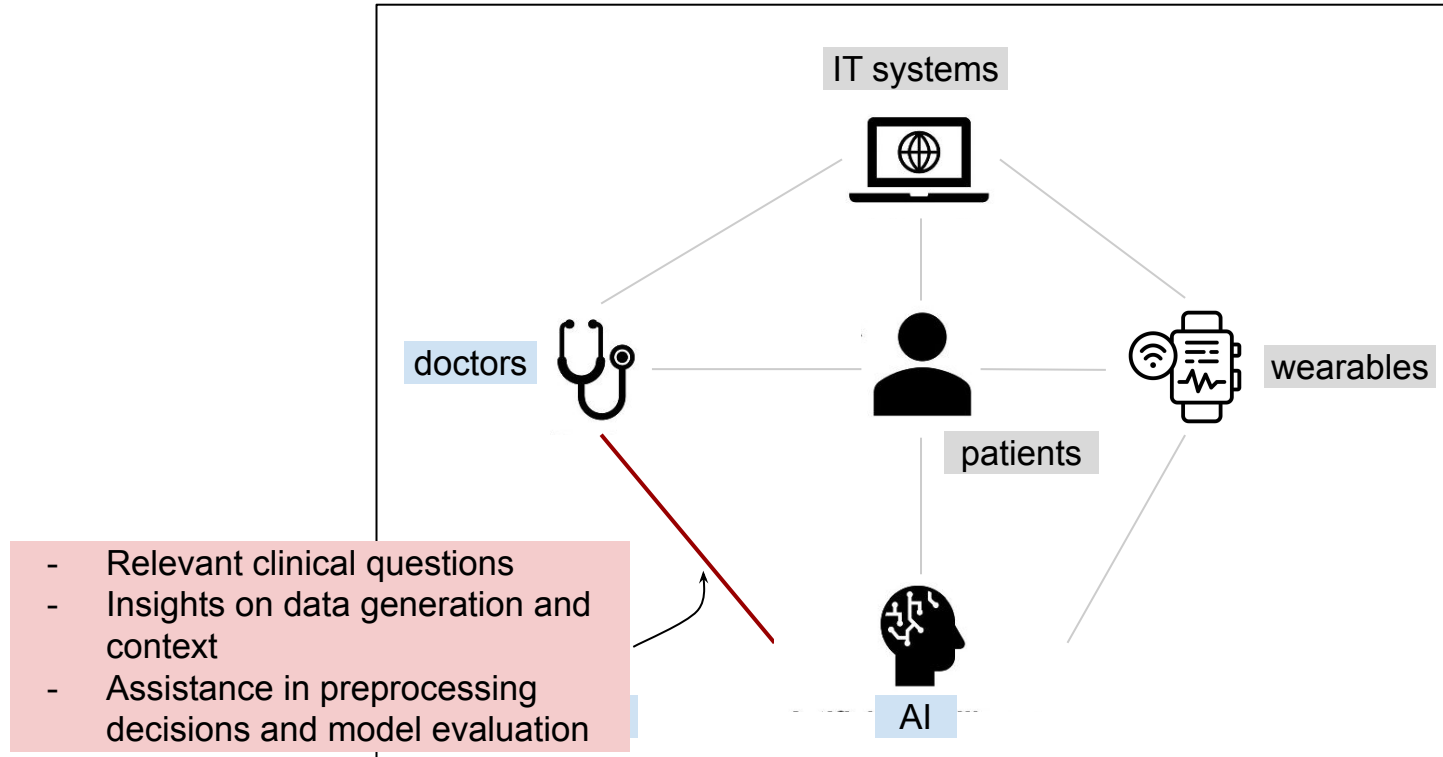 IT systems
doctors
wearables
patients
- Relevant clinical questions
- Insights on data generation and
context
- Assistance in preprocessing
decisions and model evaluation
AI